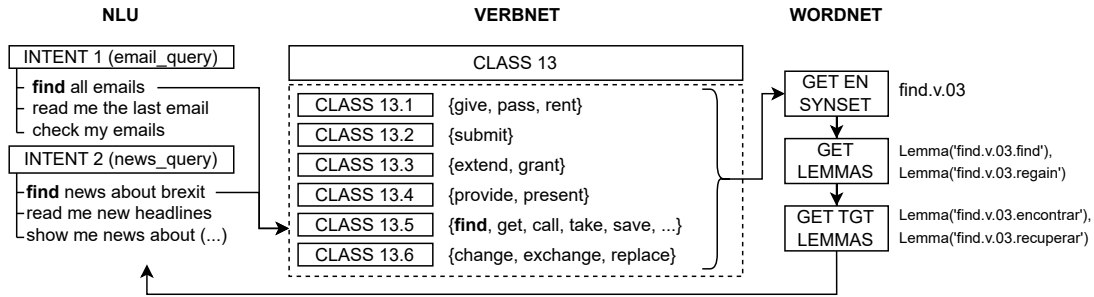 NLU
VERBNET
WORDNET
INTENT 1 (email_query)
find all emails
read me the last email
check my emails
INTENT 2 (news_query)
find news about brexit
read me new headlines
show me news about (...)
CLASS 13
CLASS 13.1 {give, pass, rent}
CLASS 13.2 {submit}
CLASS 13.3 {extend, grant}
CLASS 13.4 {provide, present}
CLASS 13.5 {find, get, call, take, save, ...}
CLASS 13.6 {change, exchange, replace}
GET EN
SYNSET
find.v.03
GET
LEMMAS
Lemma('find.v.03.find'),
Lemma('find.v.03.regain')
GET TGT
LEMMAS
Lemma('find.v.03.encontrar'),
Lemma('find.v.03.recuperar')